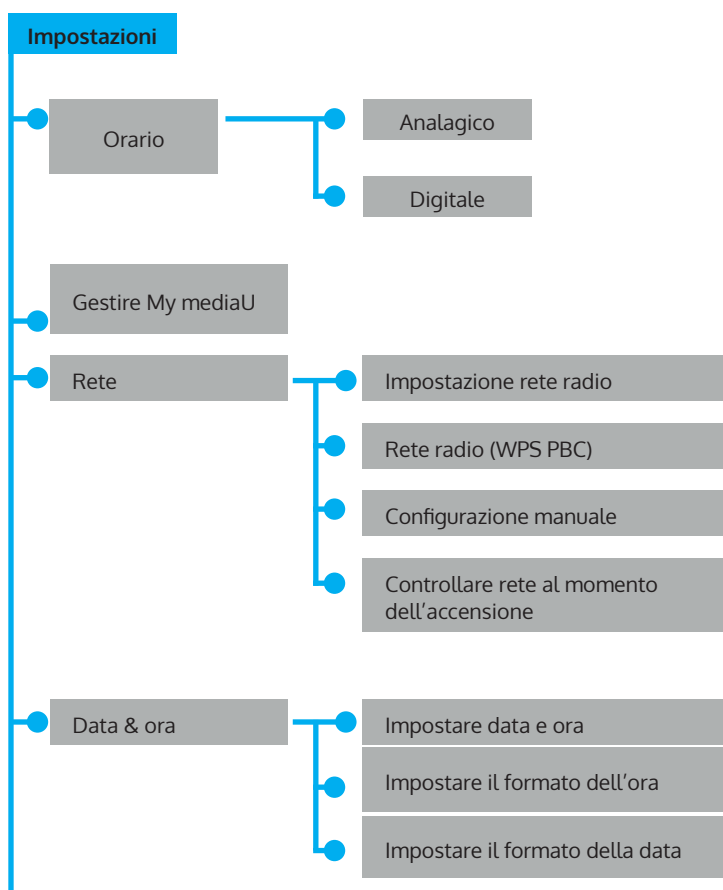 Impostazioni
Orario
Analagico
Digitale
Gestire My mediaU
Rete
Impostazione rete radio
Rete radio (WPS PBC)
Configurazione manuale
Controllare rete al momento
dell’accensione
Data & ora
Impostare data e ora
Impostare il formato dell’ora
Impostare il formato della data